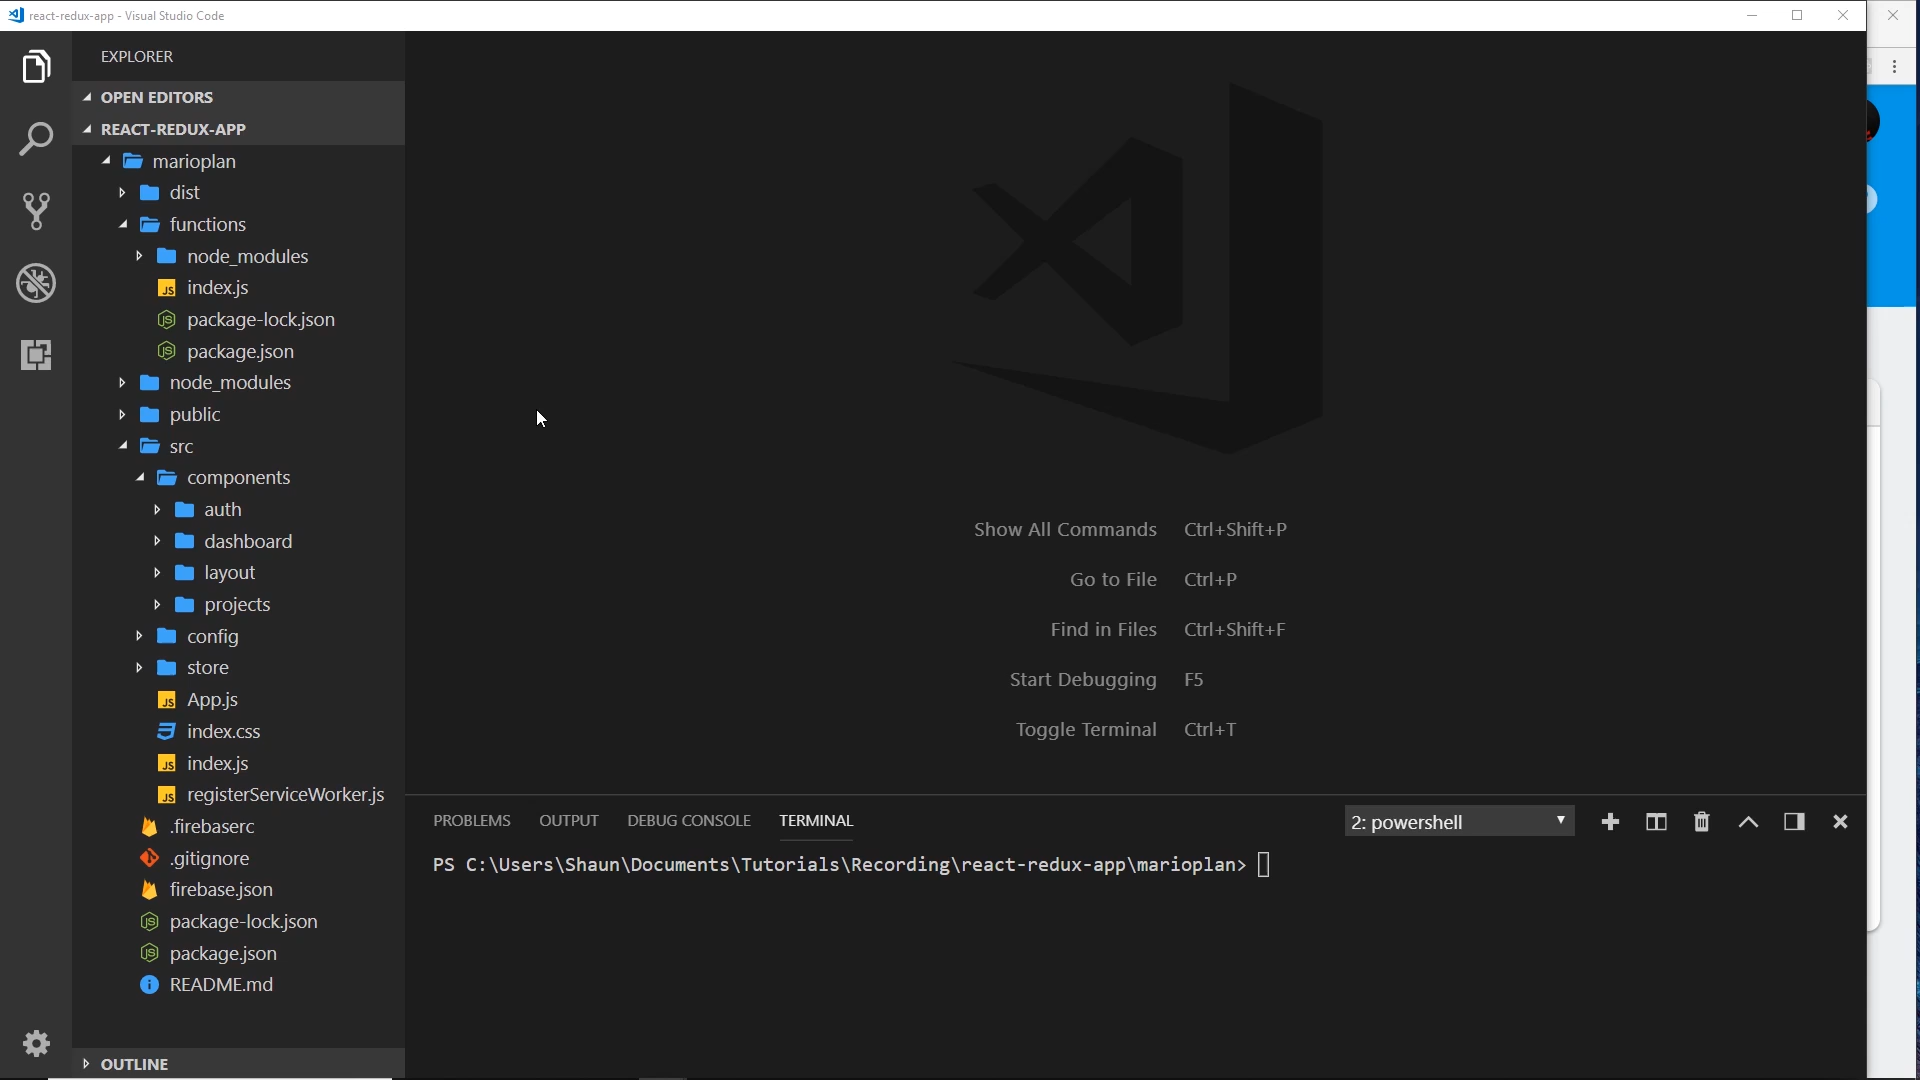 react-redux-app - Visual Studio Code
EXPLORER
OPEN EDITORS
REACT-REDUX-APP
marioplan
dist
functions
node_modules
index.js
package-lock.json
package.json
node_modules
public
src
components
auth
dashboard
layout
projects
config
store
App.js
index.css
index.js
registerServiceWorker.js
.firebaserc
.gitignore
firebase.json
package-lock.json
package.json
README.md
OUTLINE
Show All Commands Ctrl+Shift+P
Go to File Ctrl+P
Find in Files Ctrl+Shift+F
Start Debugging F5
Toggle Terminal Ctrl+T
PROBLEMS OUTPUT DEBUG CONSOLE TERMINAL 2: powershell
PS C:\Users\Shaun\Documents\Tutorials\Recording\react-redux-app\marioplan>